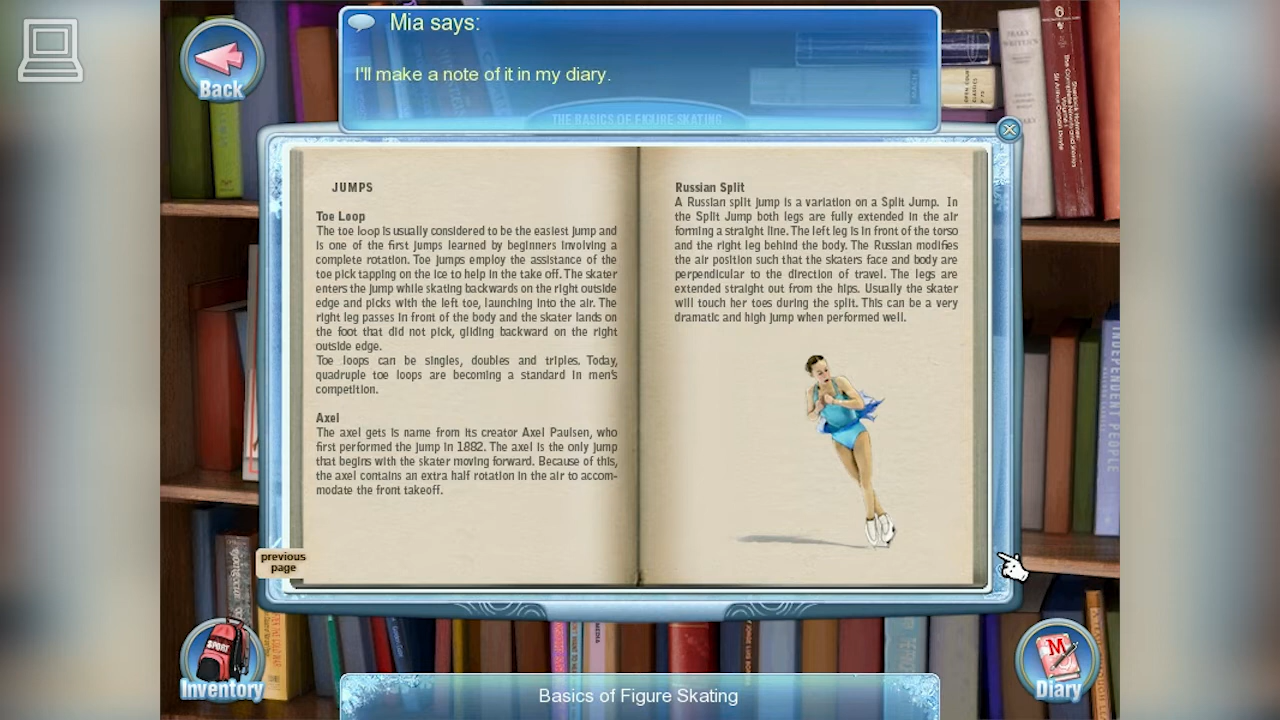 Mia says:
I'll make a note of it in my diary.
THE BASICS OF FIGURE SKATING
Back
JUMPS
Toe Loop
The toe loop is usually considered to be the easiest jump and
is one of the first jumps learned by beginners involving a
complete rotation. Toe jumps employ the assistance of the
toe pick tapping on the ice to help in the take off. The skater
enters the jump while skating backwards on the right outside
edge and picks with the left toe, launching into the air. The
right leg passes in front of the body and the skater lands on
the foot that did not pick, gliding backward on the right
outside edge.
Toe loops can be singles, doubles and triples. Today,
quadruple toe loops are becoming a standard in men's
competition.
Axel
The axel gets is name from its creator Axel Paulsen, who
first performed the jump in 1882. The axel is the only jump
that begins with the skater moving forward. Because of this,
the axel contains an extra half rotation in the air to accom-
modate the front takeoff.
previous
page
Russian Split
A Russian split jump is a variation on a Split Jump. In
the Split Jump both legs are fully extended in the air
forming a straight line. The left leg is in front of the torso
and the right leg behind the body. The Russian modifies
the air position such that the skaters face and body are
perpendicular to the direction of travel. The legs are
extended straight out from the hips. Usually the skater
will touch her toes during the split. This can be a very
dramatic and high jump when performed well.
INDEPENDENT PEOPLE
SPORT
Inventory
M
Diary
Basics of Figure Skating